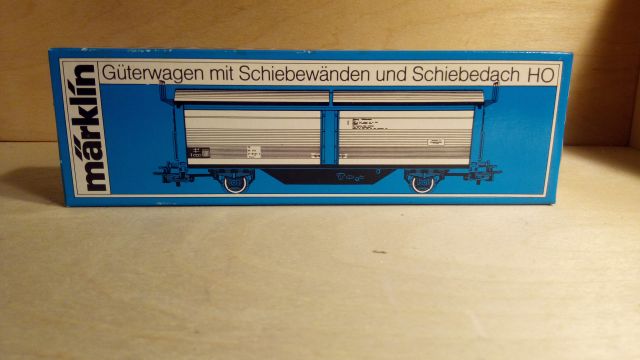 märklin
Güterwagen mit Schiebewänden und Schiebedach HO